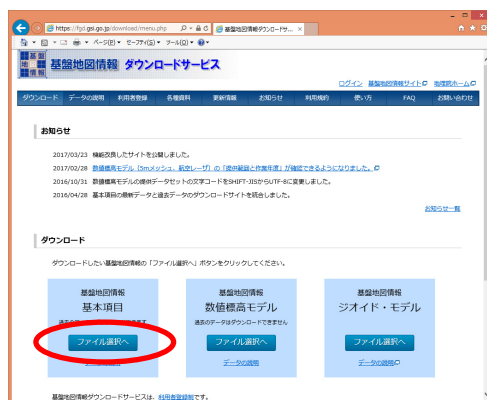 https://fgd.gsi.go.jp/download/menu.php
基盤地図情報ダウンロードサ...
ページ(P) セーフティ(S) ツール(O)
基盤地図情報 ダウンロードサービス
ログイン 基盤地図情報サイト 地理院ホーム
ダウンロード データの説明 利用者登録 各種資料 更新情報 お知らせ 利用規約 使い方 FAQ お問い合わせ
お知らせ
2017/03/23 機能改良したサイトを公開しました。
2017/02/28 数値標高モデル（5mメッシュ、航空レーザ）の「提供範囲と作業年度」が確認できるようになりました。
2016/10/31 数値標高モデルの提供データセットの文字コードをSHIFT-JISからUTF-8に変更しました。
2016/04/28 基本項目の最新データと過去データのダウンロードサイトを統合しました。
お知らせ一覧
ダウンロード
ダウンロードしたい基盤地図情報の「ファイル選択へ」ボタンをクリックしてください。
基盤地図情報
基本項目
ファイル選択へ
基盤地図情報
数値標高モデル
過去のデータはダウンロードできません
ファイル選択へ
データの説明
基盤地図情報
ジオイド・モデル
ファイル選択へ
データの説明
基盤地図情報ダウンロードサービスは、利用者登録制です。